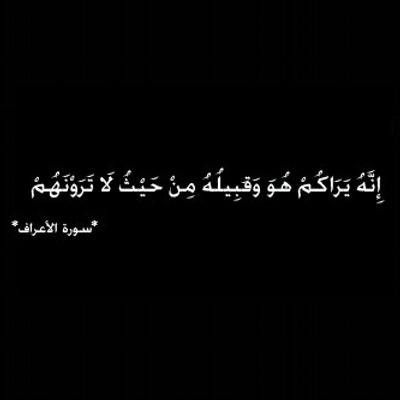 إِنَّهُ يَرَاكُمْ هُوَ وَقَبِيلُهُ مِنْ حَيْثُ لَا تَرَوْنَهُمْ
*سورة الأعراف*